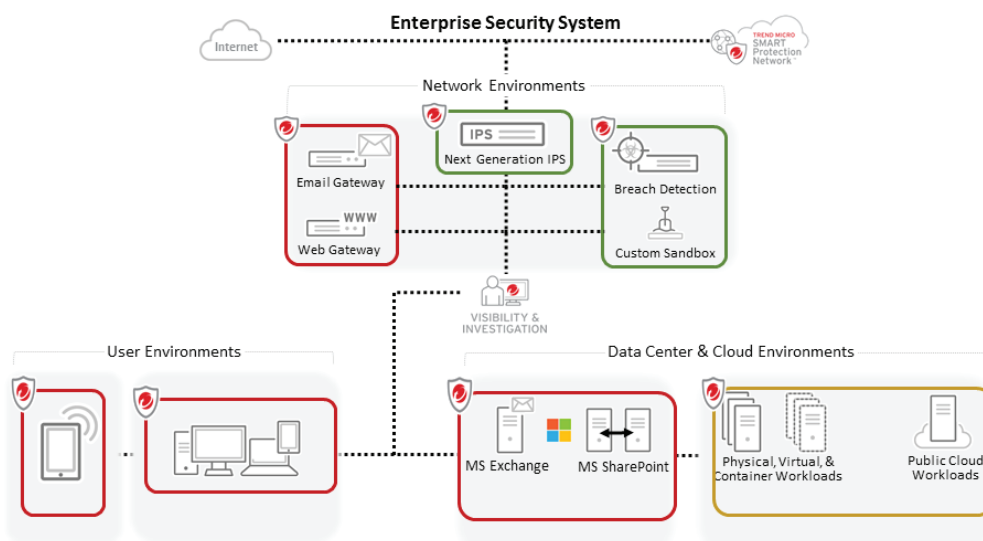 Enterprise Security System
Internet
TREND MICRO
SMART
Protection
Network™
Network Environments
IPS
Next Generation IPS
Email Gateway
Breach Detection
WWW
Web Gateway
Custom Sandbox
VISIBILITY &
INVESTIGATION
User Environments
Data Center & Cloud Environments
MS Exchange
MS SharePoint
Physical, Virtual, &
Container Workloads
Public Cloud
Workloads